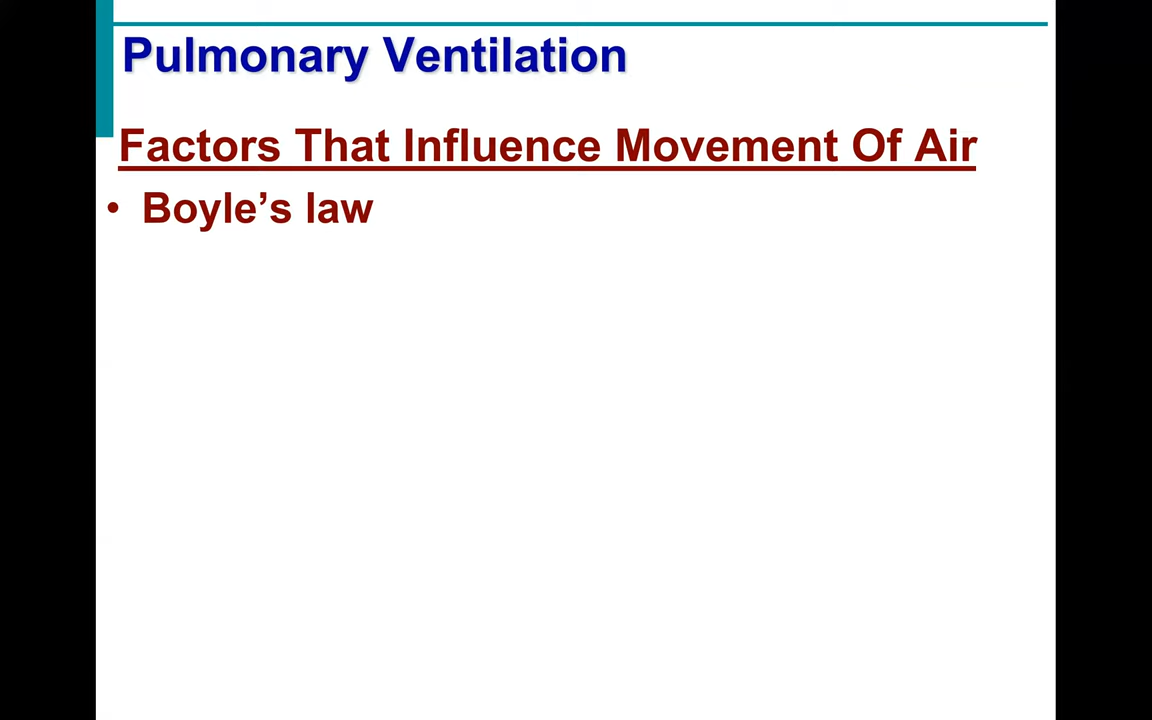 Pulmonary Ventilation
Factors That Influence Movement Of Air
• Boyle’s law